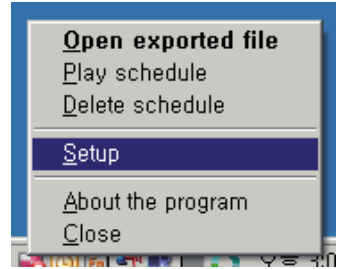 Open exported file
Play schedule
Delete schedule
Setup
About the program
Close